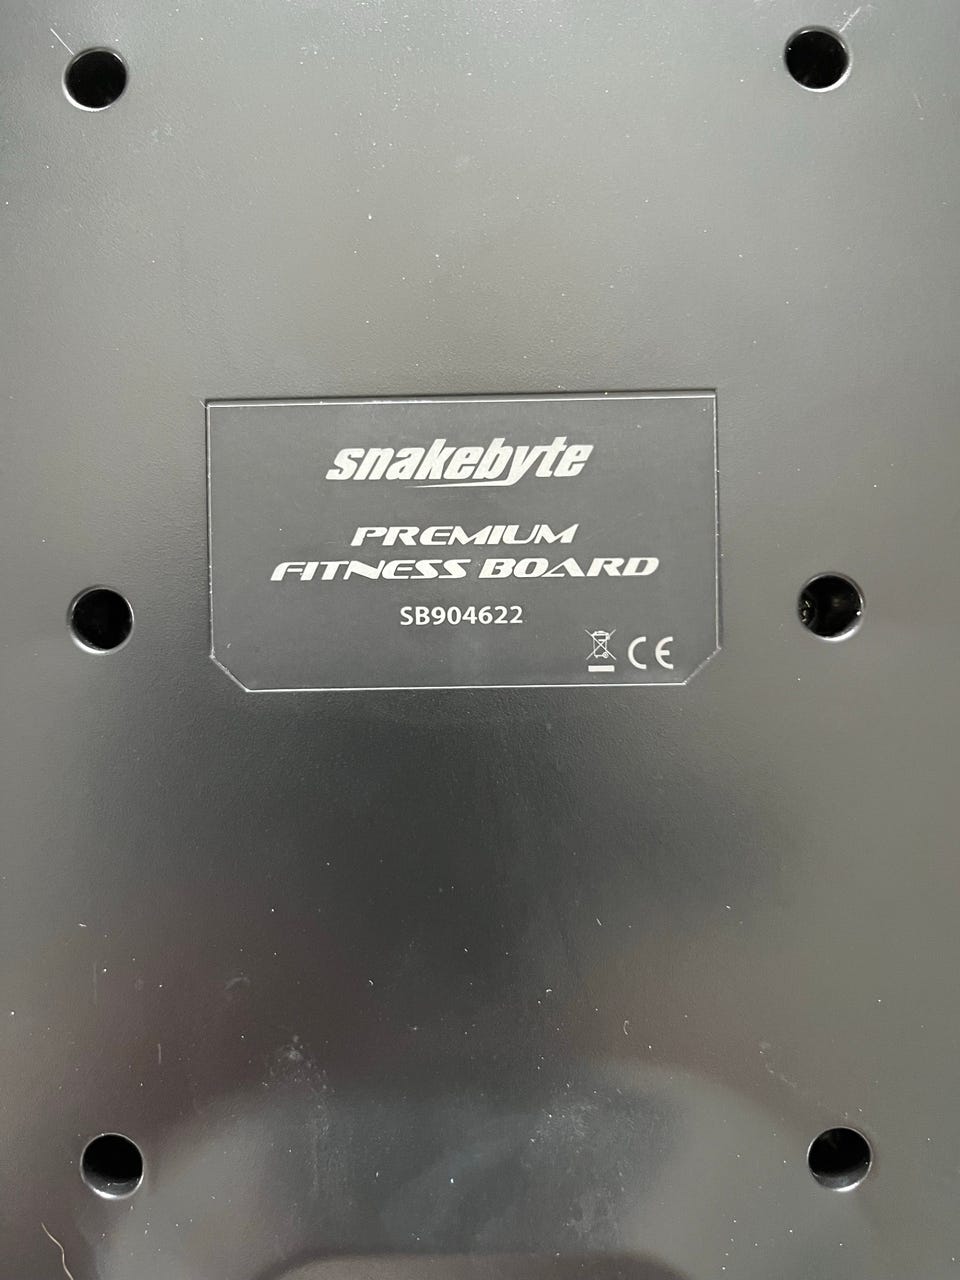 snakebyte
PREMIUM
FITNESS BOARD
SB904622
CE